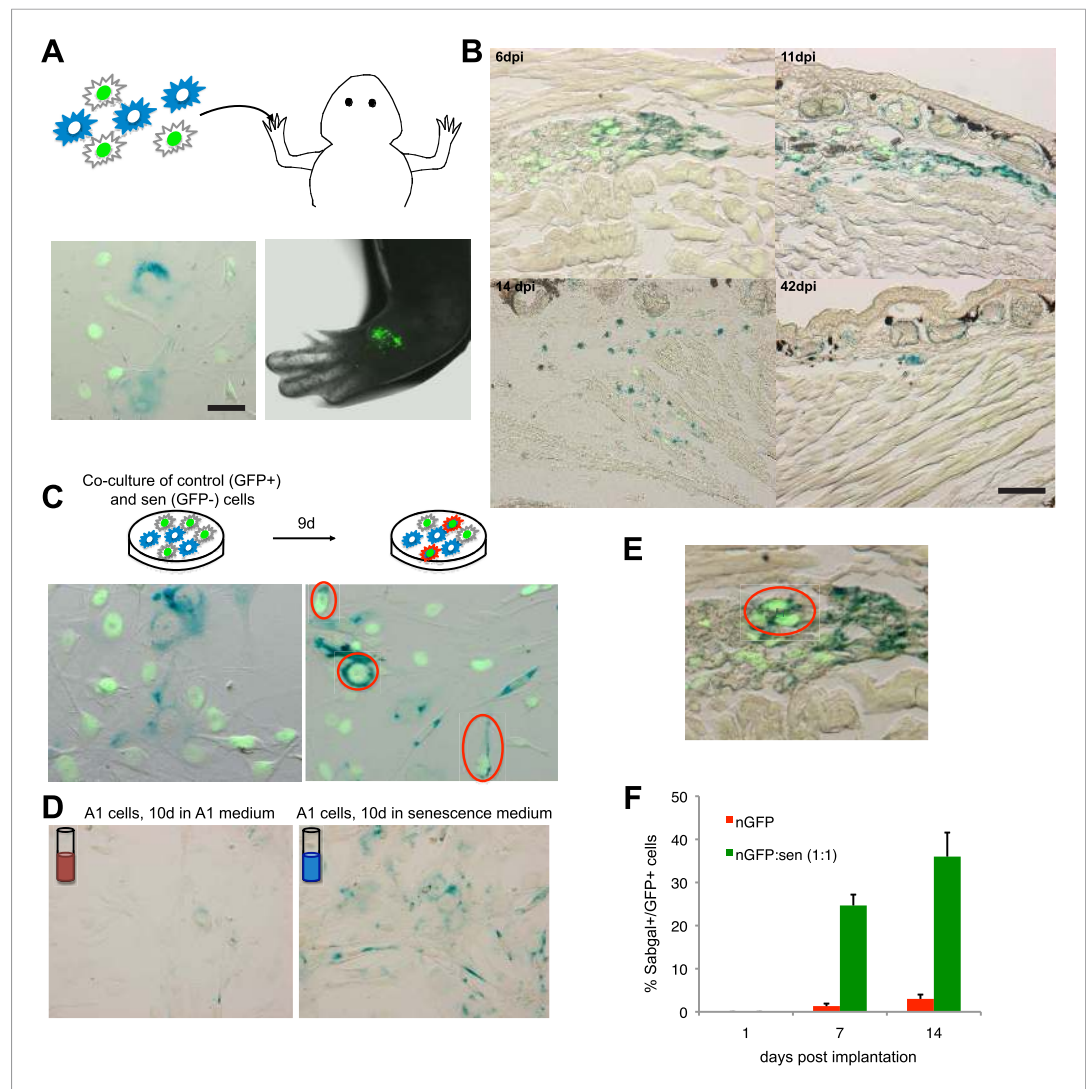 A
B
6dpi
11dpi
14 dpi
42dpi
C
Co-culture of control (GFP+)
and sen (GFP-) cells
9d
E
D
A1 cells, 10d in A1 medium
A1 cells, 10d in senescence medium
F
% Sabgal+/GFP+ cells
50
40
30
20
10
0
nGFP
nGFP:sen (1:1)
1
7
14
days post implantation